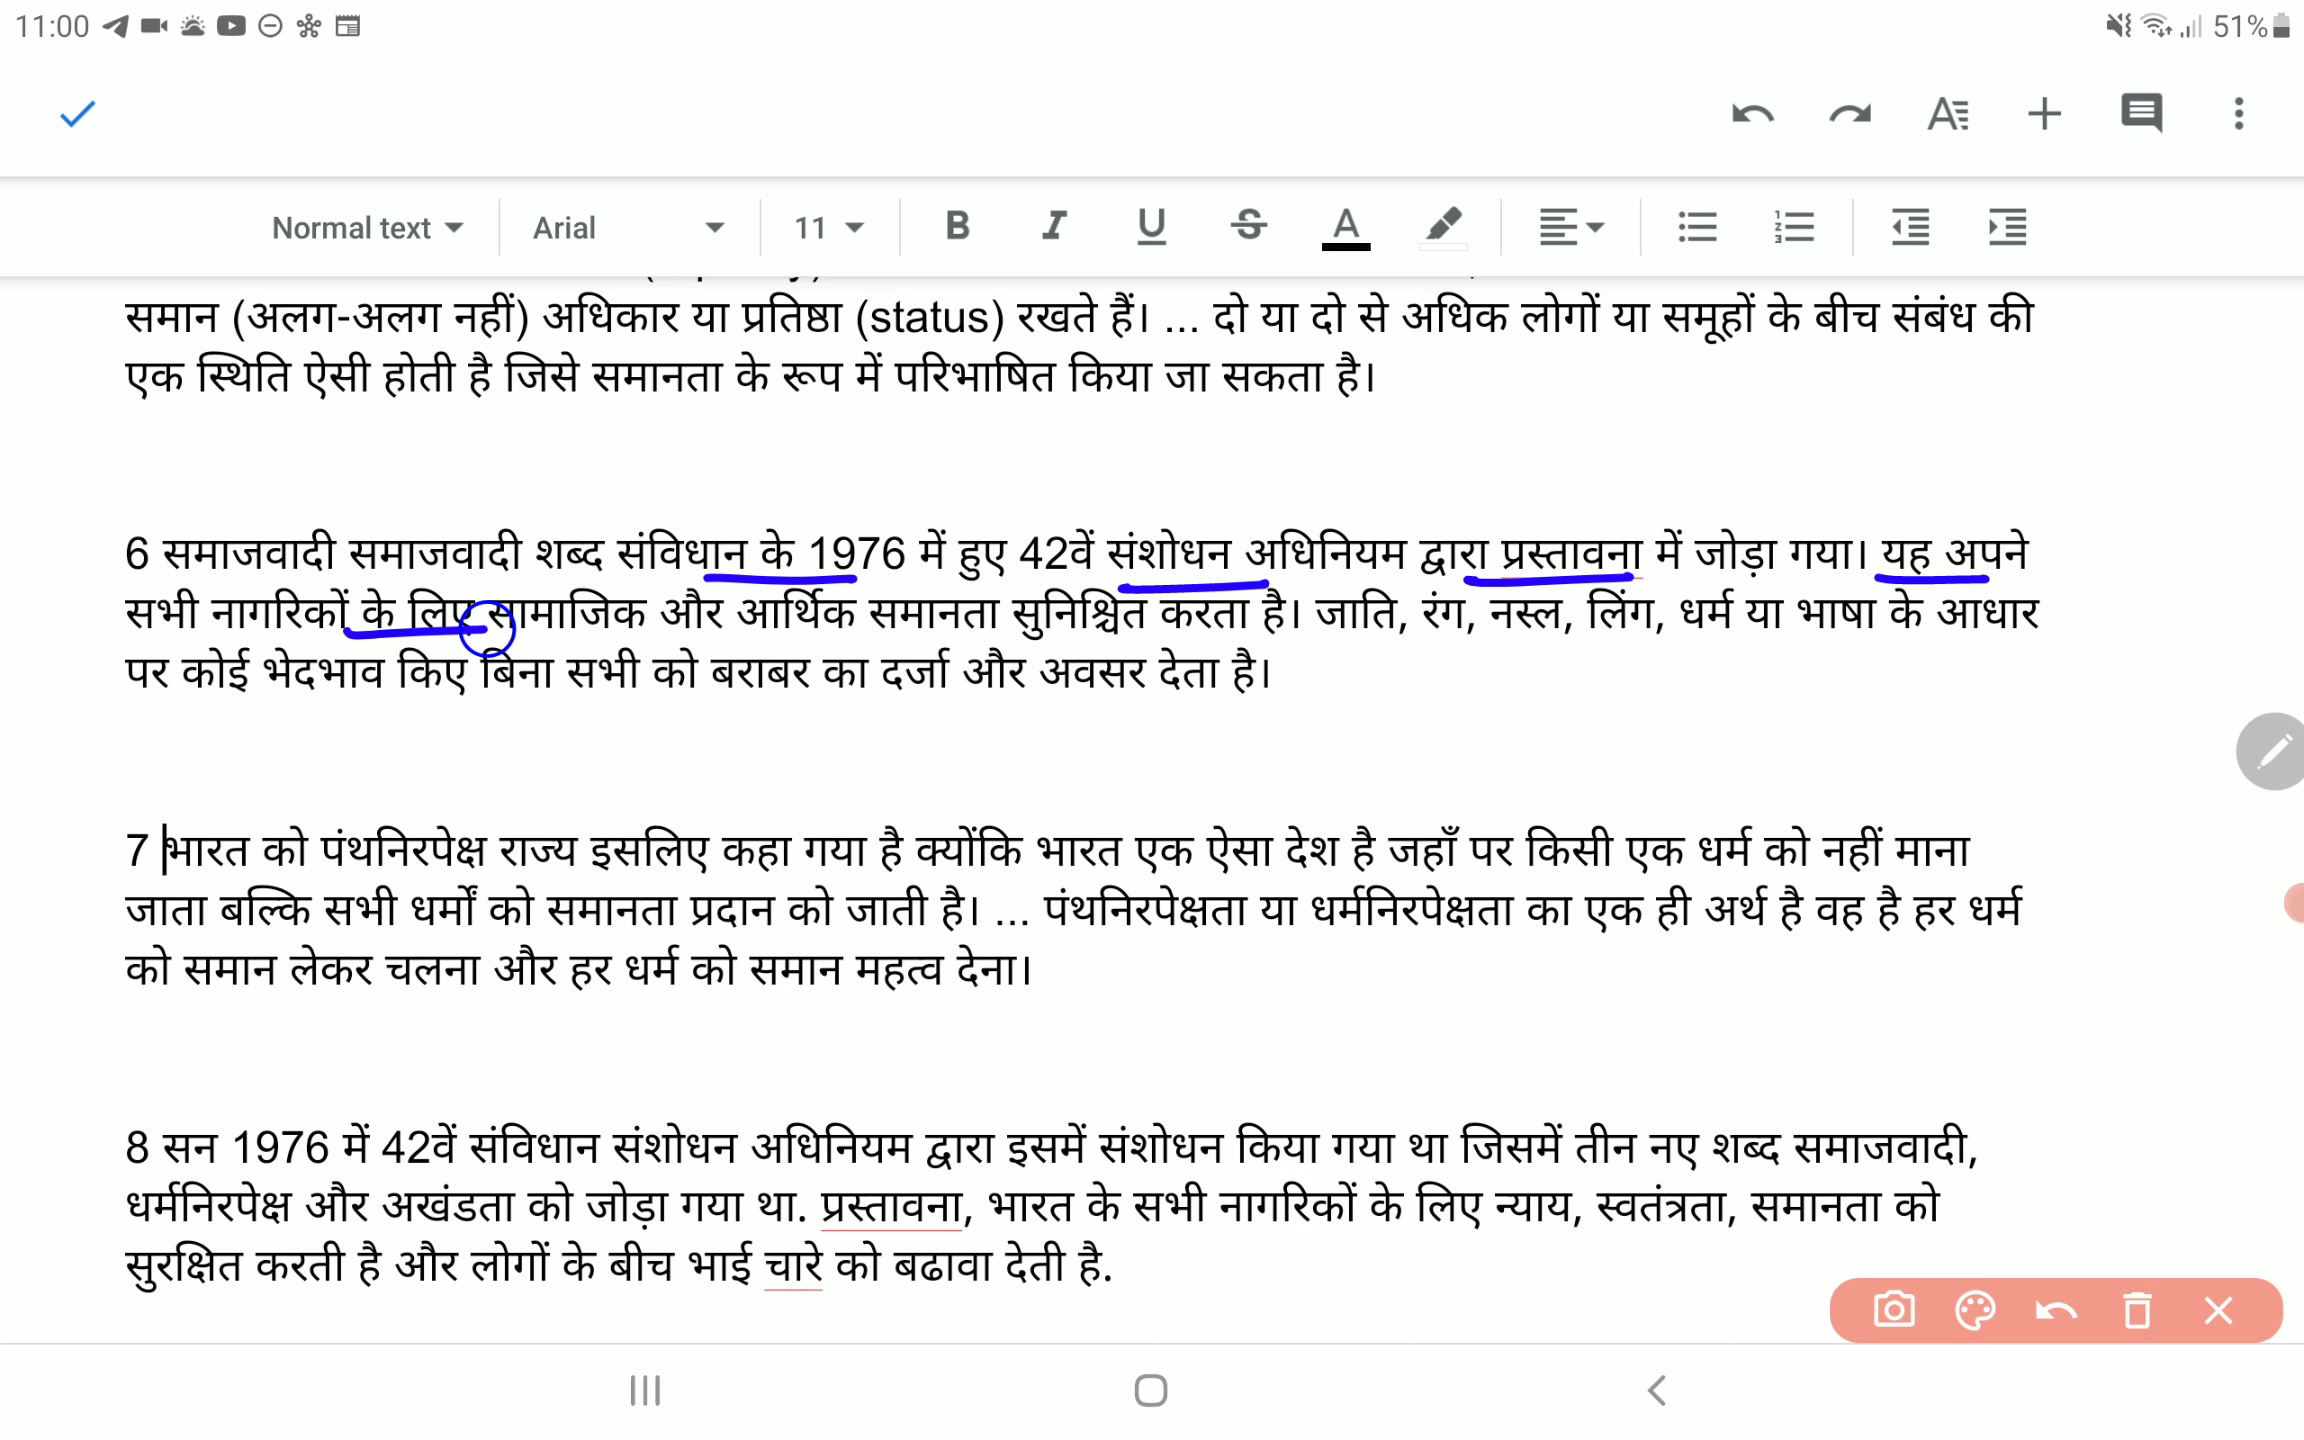 11:00
51%
Normal text
Arial
11
B I U S A
समान (अलग-अलग नहीं) अधिकार या प्रतिष्ठा (status) रखते हैं। ... दो या दो से अधिक लोगों या समूहों के बीच संबंध की
एक स्थिति ऐसी होती है जिसे समानता के रूप में परिभाषित किया जा सकता है।
6 समाजवादी समाजवादी शब्द संविधान के 1976 में हुए 42वें संशोधन अधिनियम द्वारा प्रस्तावना में जोड़ा गया। यह अपने
सभी नागरिकों के लिए सामाजिक और आर्थिक समानता सुनिश्चित करता है। जाति, रंग, नस्ल, लिंग, धर्म या भाषा के आधार
पर कोई भेदभाव किए बिना सभी को बराबर का दर्जा और अवसर देता है।
7 भारत को पंथनिरपेक्ष राज्य इसलिए कहा गया है क्योंकि भारत एक ऐसा देश है जहाँ पर किसी एक धर्म को नहीं माना
जाता बल्कि सभी धर्मों को समानता प्रदान को जाती है। ... पंथनिरपेक्षता या धर्मनिरपेक्षता का एक ही अर्थ है वह है हर धर्म
को समान लेकर चलना और हर धर्म को समान महत्व देना।
8 सन 1976 में 42वें संविधान संशोधन अधिनियम द्वारा इसमें संशोधन किया गया था जिसमें तीन नए शब्द समाजवादी,
धर्मनिरपेक्ष और अखंडता को जोड़ा गया था. प्रस्तावना, भारत के सभी नागरिकों के लिए न्याय, स्वतंत्रता, समानता को
सुरक्षित करती है और लोगों के बीच भाई चारे को बढावा देती है.